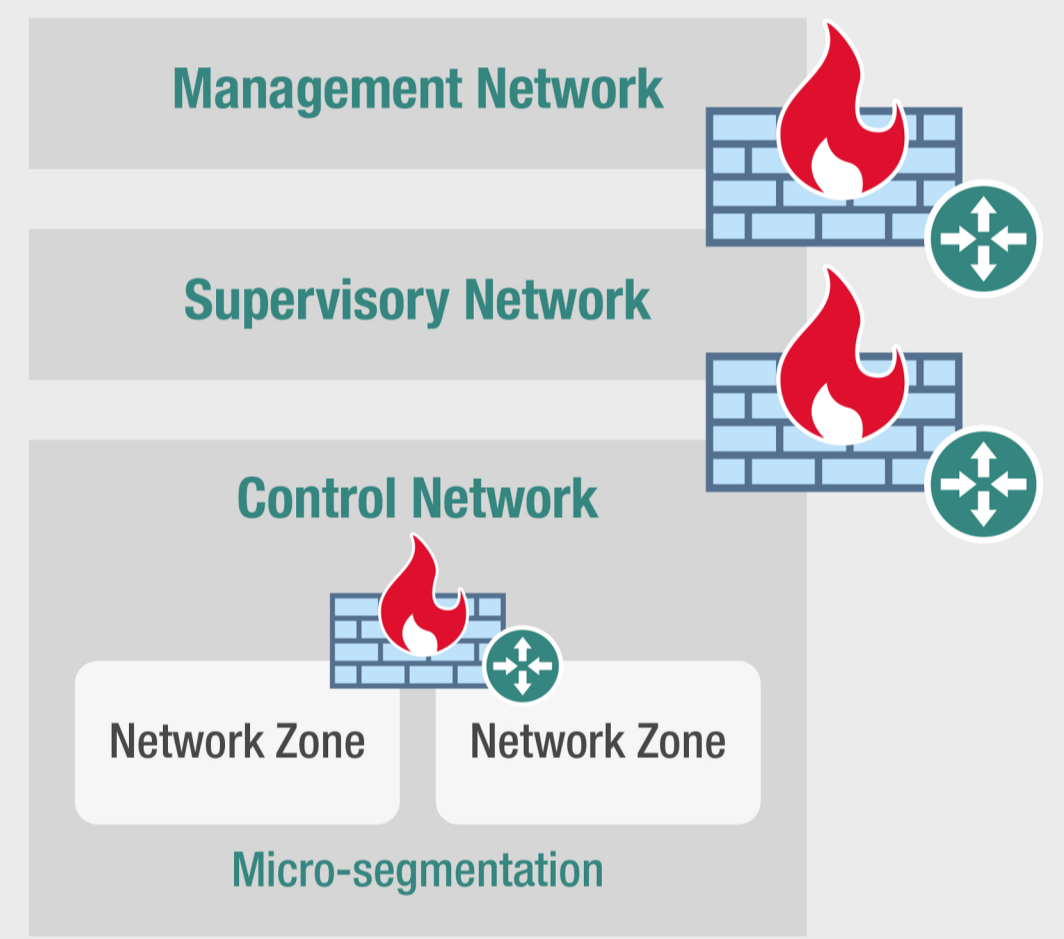 Management Network
Supervisory Network
Control Network
Network Zone
Network Zone
Micro-segmentation